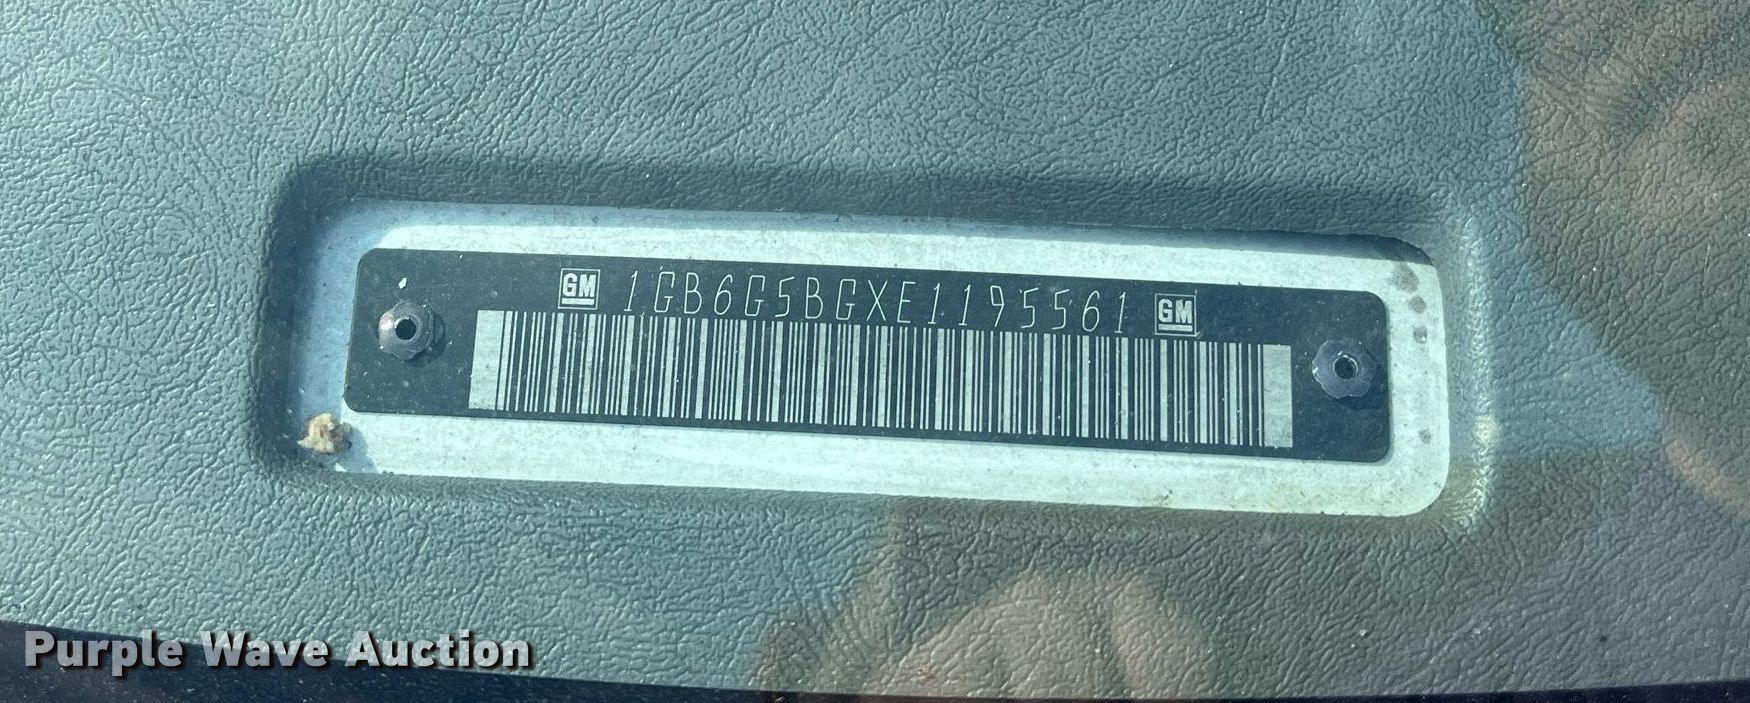 GM 1GB6G5BGXE1195561 GM
Purple Wave Auction